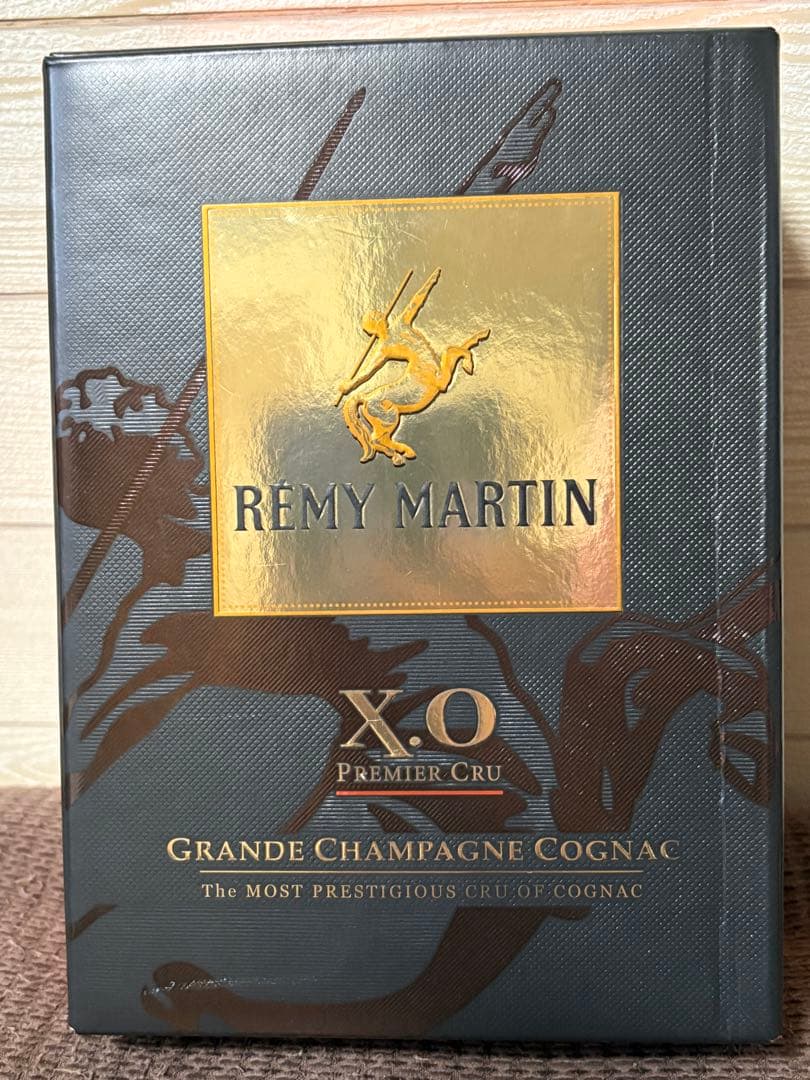 RÉMY MARTIN
X.O
PREMIER CRU
GRANDE CHAMPAGNE COGNAC
The MOST PRESTIGIOUS CRU OF COGNAC